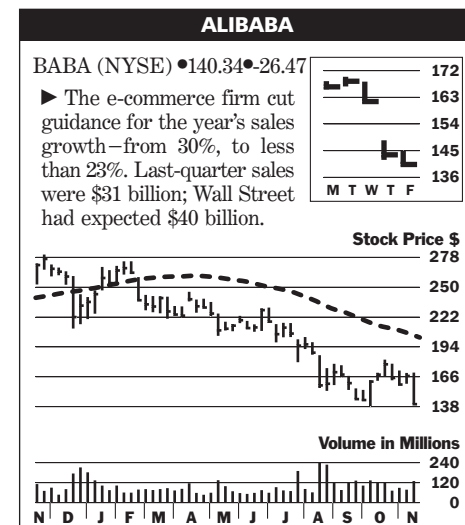 ALIBABA
BABA (NYSE) ●140.34●-26.47
▶ The e-commerce firm cut
guidance for the year's sales
growth—from 30%, to less
than 23%. Last-quarter sales
were $31 billion; Wall Street
had expected $40 billion.
172
163
154
145
136
M T W T F
Stock Price $
278
250
222
194
166
138
Volume in Millions
240
120
0
N D J F M A M J J A S O N